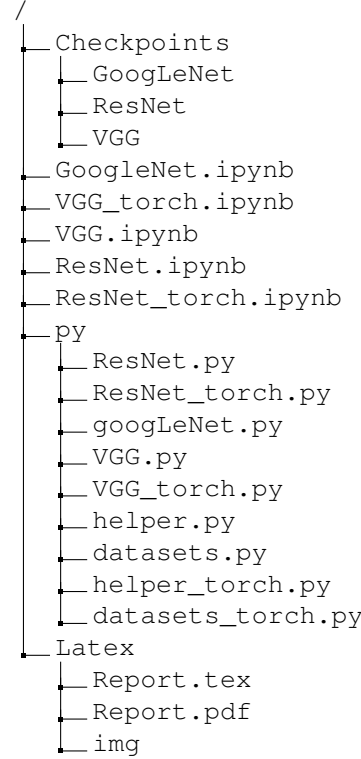 /
Checkpoints
GoogLeNet
ResNet
VGG
GoogleNet.ipynb
VGG_torch.ipynb
VGG.ipynb
ResNet.ipynb
ResNet_torch.ipynb
py
ResNet.py
ResNet_torch.py
googLeNet.py
VGG.py
VGG_torch.py
helper.py
datasets.py
helper_torch.py
datasets_torch.py
Latex
Report.tex
Report.pdf
img